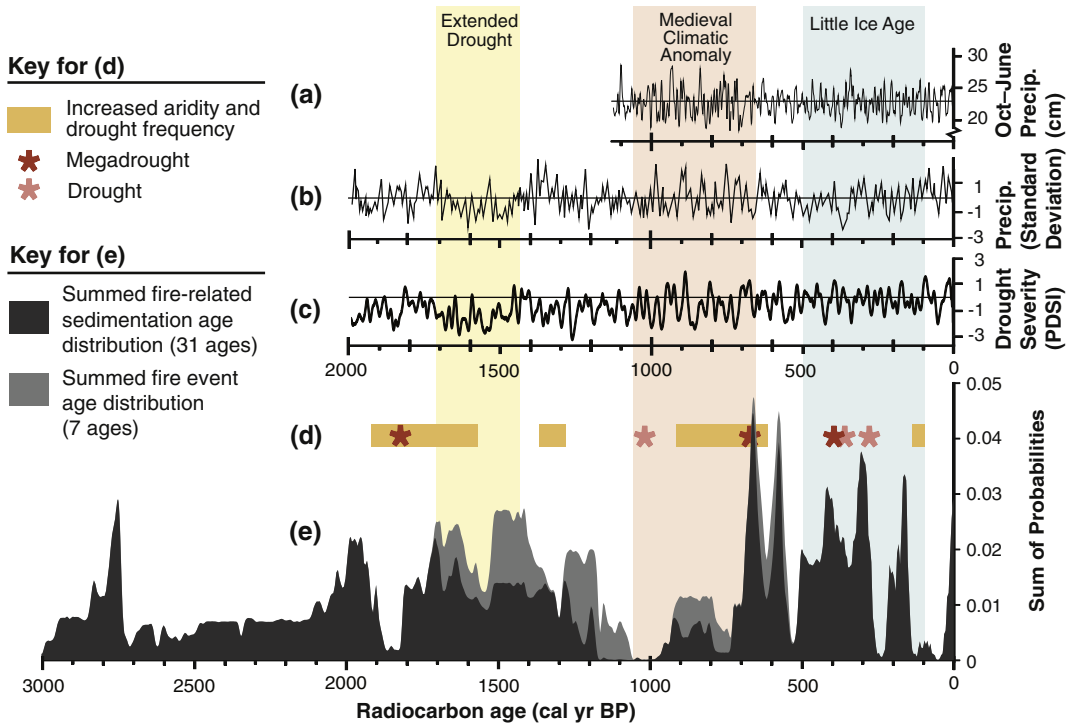 Extended
Drought
Medieval
Climatic
Anomaly
Little Ice Age
Key for (d)
Increased aridity and
drought frequency
Megadrought
Drought
Key for (e)
Summed fire-related
sedimentation age
distribution (31 ages)
Summed fire event
age distribution
(7 ages)
(a)
30
25
20
Oct–June
Precip.
(cm)
(b)
1
-1
-3
Precip.
(Standard
Deviation)
(c)
3
1
-1
-3
Drought
Severity
(PDSI)
2000 1500 1000 500 0
(d)
(e)
0.05
0.04
0.03
0.02
0.01
0
Sum of Probabilities
3000 2500 2000 1500 1000 500 0
Radiocarbon age (cal yr BP)